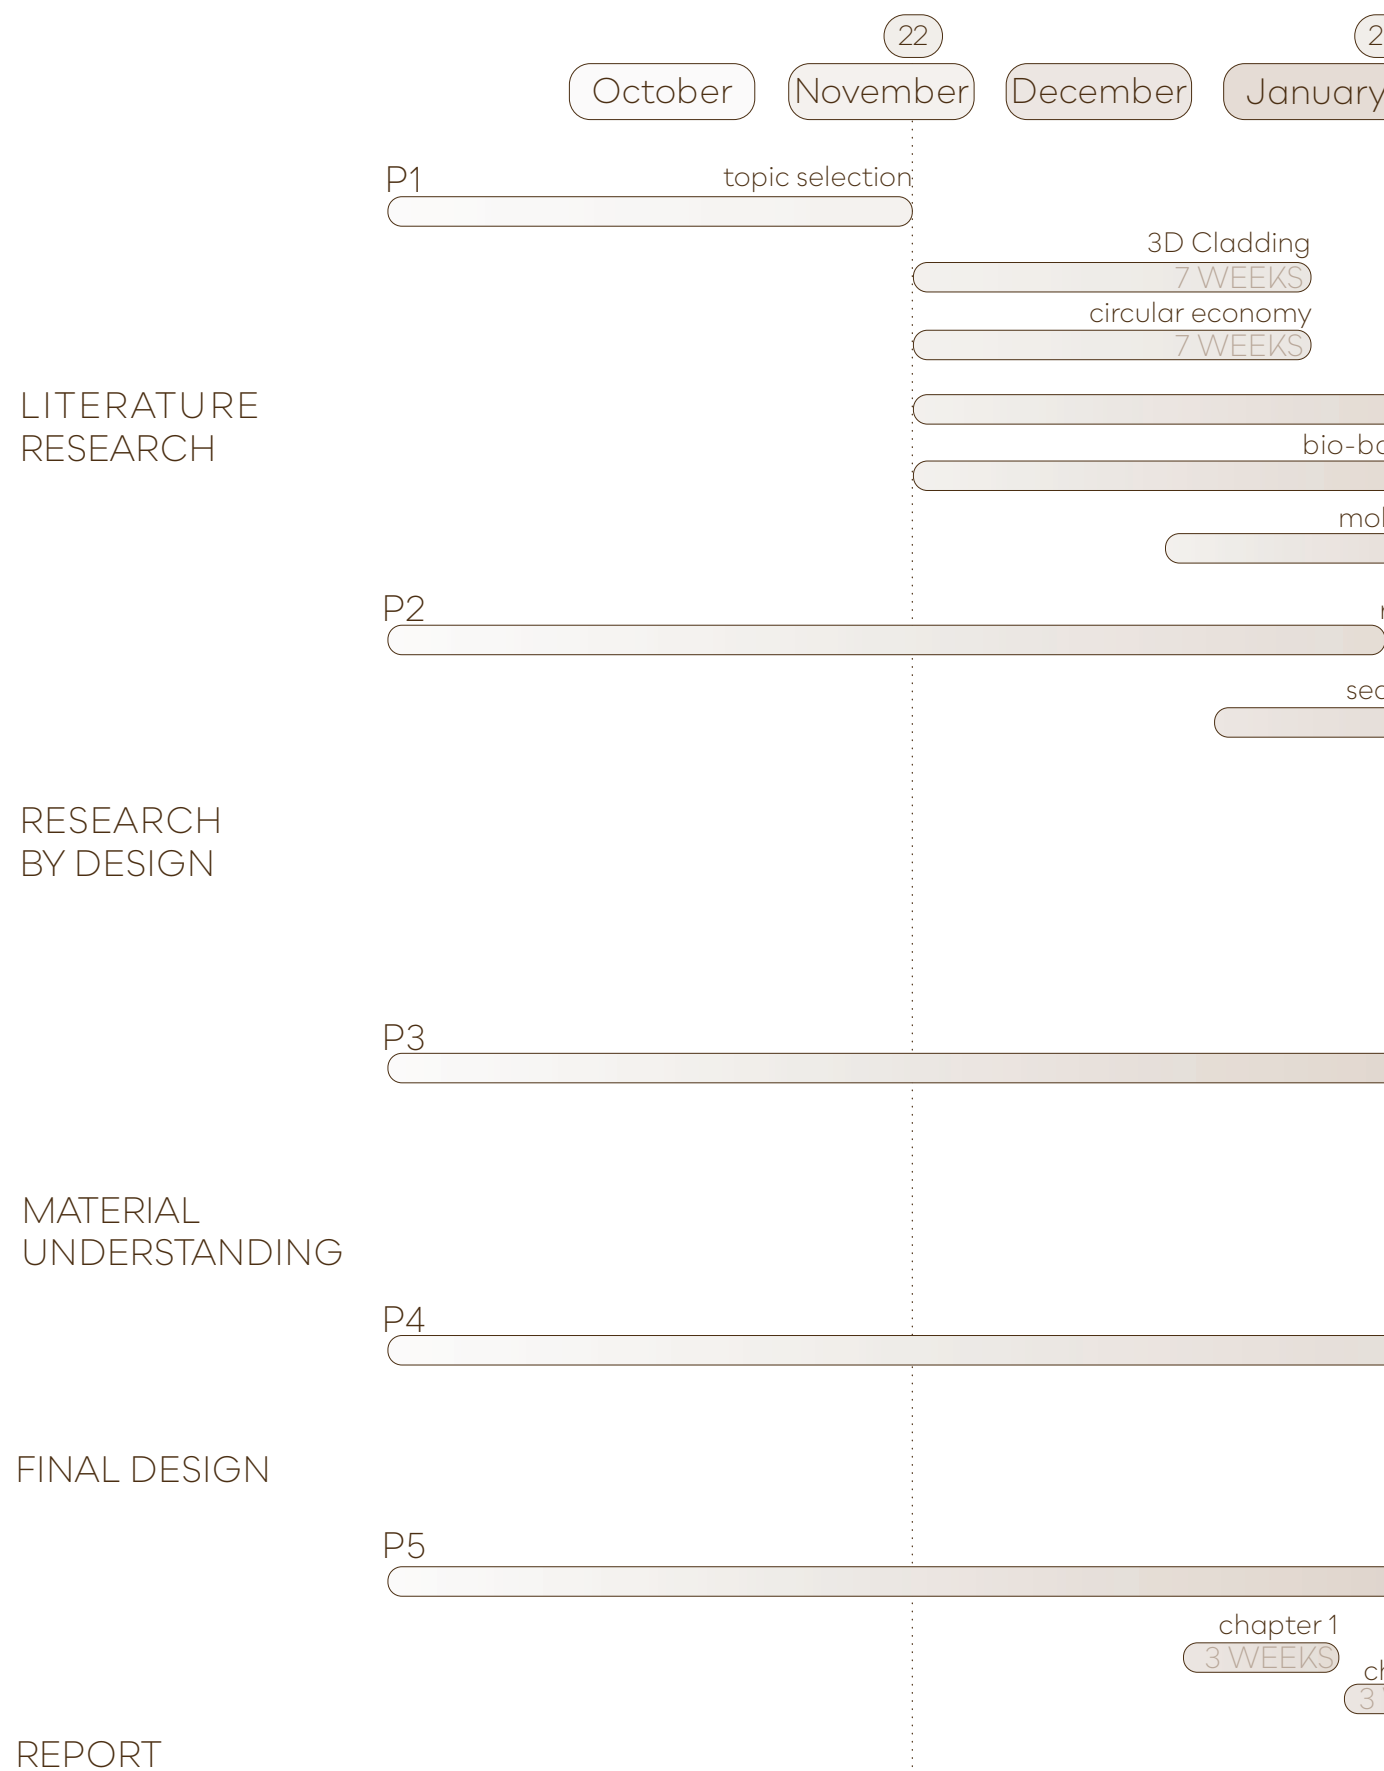 22
October
November
December
January
P1
topic selection
3D Cladding
7 WEEKS
circular economy
7 WEEKS
LITERATURE
RESEARCH
P2
RESEARCH
BY DESIGN
P3
MATERIAL
UNDERSTANDING
P4
FINAL DESIGN
P5
chapter 1
3 WEEKS
3
REPORT